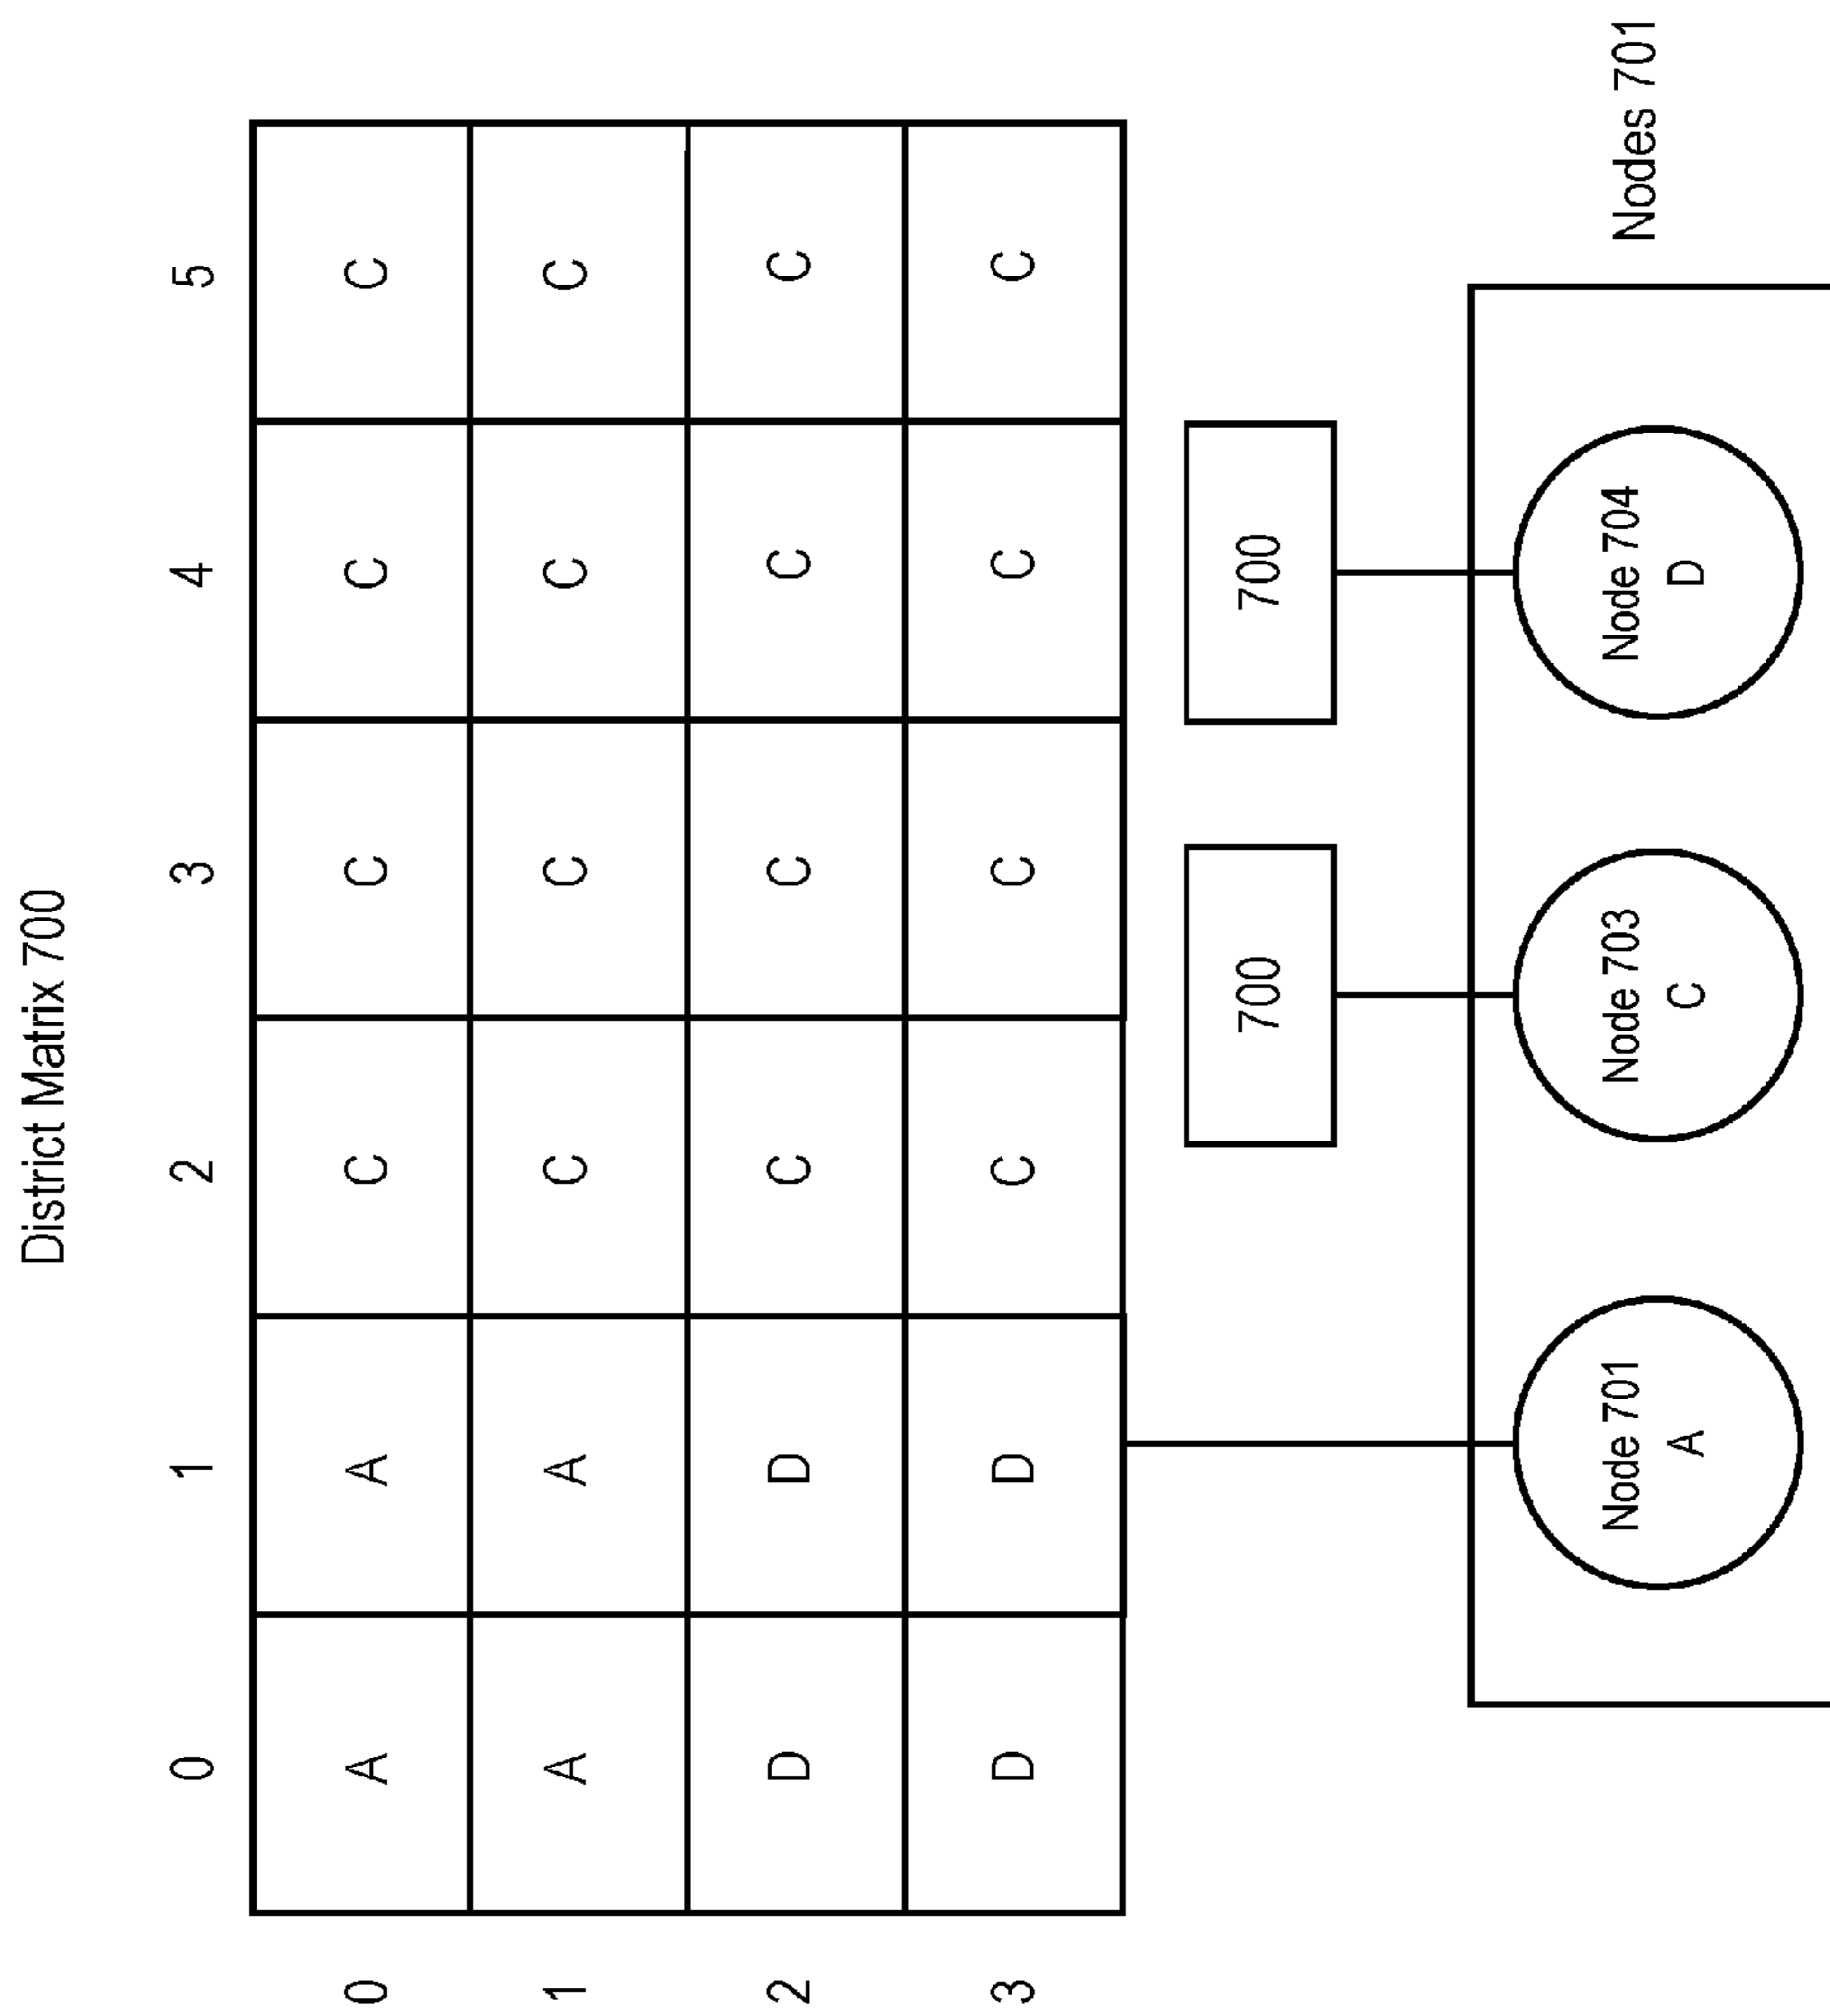 District Matrix 700
0 1 2 3 4 5
0 A A C C C C
1 A A C C C C
2 D D C C C C
3 D D C C C C
700 700
Nodes 701
Node 701 Node 703 Node 704
A C D